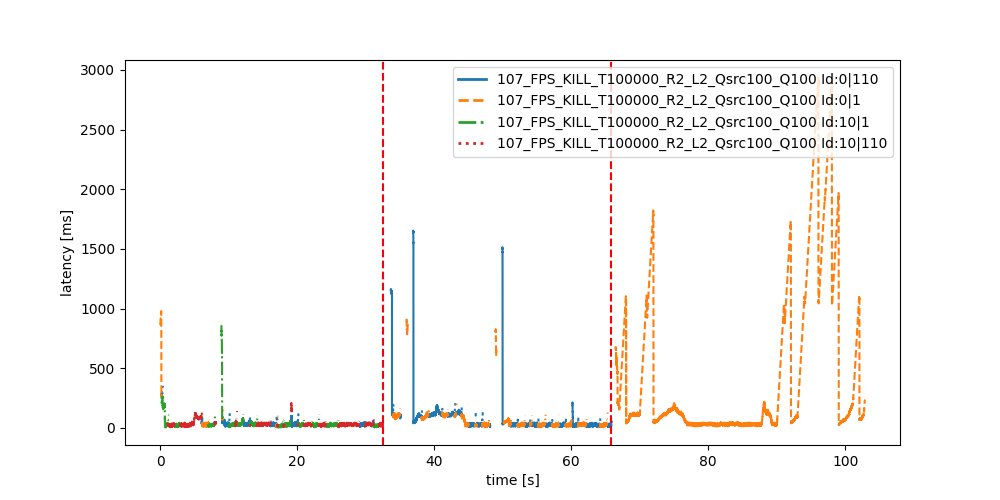 3000
2500
2000
1500
1000
500
0
latency [ms]
107_FPS_KILL_T100000_R2_L2_Qsrc100_Q100 Id:0|110
107_FPS_KILL_T100000_R2_L2_Qsrc100_Q100 Id:0|1
107_FPS_KILL_T100000_R2_L2_Qsrc100_Q100 Id:10|1
107_FPS_KILL_T100000_R2_L2_Qsrc100_Q100 Id:10|110
0 20 40 60 80 100
time [s]